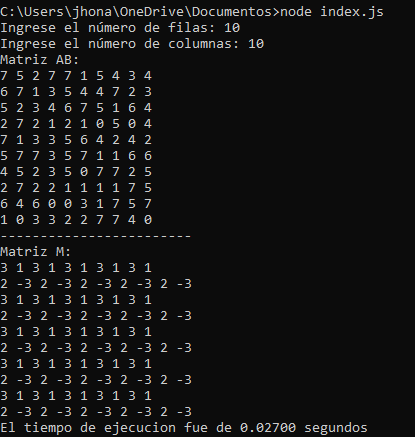 C:\Users\jhona\OneDrive\Documentos>node index.js
Ingrese el número de filas: 10
Ingrese el número de columnas: 10
Matriz AB:
7 5 2 7 7 1 5 4 3 4
6 7 1 3 5 4 4 7 2 3
5 2 3 4 6 7 5 1 6 4
2 7 2 1 2 1 0 5 0 4
7 1 3 3 5 6 4 2 4 2
5 7 7 3 5 7 1 1 6 6
4 5 2 3 5 0 7 7 2 5
2 7 2 2 1 1 1 1 7 5
6 4 6 0 0 3 1 7 5 7
1 0 3 3 2 2 7 7 4 0
------------------------
Matriz M:
3 1 3 1 3 1 3 1 3 1
2 -3 2 -3 2 -3 2 -3 2 -3
3 1 3 1 3 1 3 1 3 1
2 -3 2 -3 2 -3 2 -3 2 -3
3 1 3 1 3 1 3 1 3 1
2 -3 2 -3 2 -3 2 -3 2 -3
3 1 3 1 3 1 3 1 3 1
2 -3 2 -3 2 -3 2 -3 2 -3
3 1 3 1 3 1 3 1 3 1
2 -3 2 -3 2 -3 2 -3 2 -3
El tiempo de ejecucion fue de 0.02700 segundos